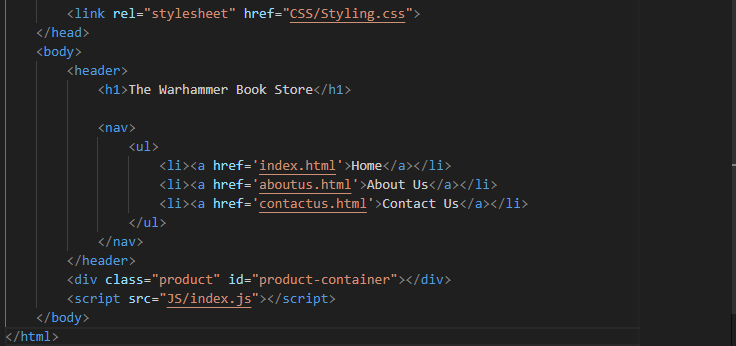 <link rel="stylesheet" href="CSS/Styling.css">
</head>
<body>
<header>
<h1>The Warhammer Book Store</h1>
<nav>
<ul>
<li><a href='index.html'>Home</a></li>
<li><a href='aboutus.html'>About Us</a></li>
<li><a href='contactus.html'>Contact Us</a></li>
</ul>
</nav>
</header>
<div class="product" id="product-container"></div>
<script src="JS/index.js"></script>
</body>
</html>